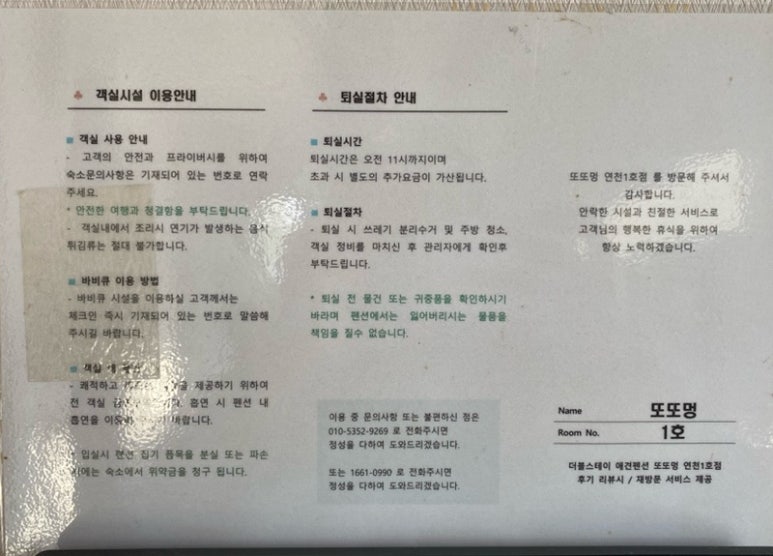 객실시설 이용안내
■ 객실 사용 안내
- 고객의 안전과 프라이버시를 위하여
숙소문의사항은 기재되어 있는 번호로 연락
주세요.
* 안전한 여행과 청결함을 부탁드립니다.
- 객실내에서 조리시 연기가 발생하는 음식
튀김류는 절대 불가합니다.
■ 바비큐 이용 방법
- 바비큐 시설을 이용하실 고객께서는
체크인 즉시 기재되어 있는 번호로 말씀해
주시길 바랍니다.
■ 객실 내
- 쾌적하고 제공하기 위하여
전 객실 흡연 시 펜션 내
흡연을 바랍니다.
입실시 펜션 집기 품목을 분실 또는 파손
시에는 숙소에서 위약금을 청구 됩니다.
퇴실절차 안내
■ 퇴실시간
퇴실시간은 오전 11시까지이며
초과 시 별도의 추가요금이 가산됩니다.
■ 퇴실절차
- 퇴실 시 쓰레기 분리수거 및 주방 청소,
객실 정비를 마치신 후 관리자에게 확인후
부탁드립니다.
* 퇴실 전 물건 또는 귀중품을 확인하시기
바라며 펜션에서는 잃어버리시는 물품을
책임을 질수 없습니다.
이용 중 문의사항 또는 불편하신 점은
010-5352-9269 로 전화주시면
정성을 다하여 도와드리겠습니다.
또는 1661-0990 로 전화주시면
정성을 다하여 도와드리겠습니다.
또또멍 연천1호점 를 방문해 주셔서
감사합니다.
안락한 시설과 친절한 서비스로
고객님의 행복한 휴식을 위하여
항상 노력하겠습니다.
Name 또또멍
Room No. 1호
더블스테이 애견펜션 또또멍 연천1호점
후기 리뷰시 / 재방문 서비스 제공